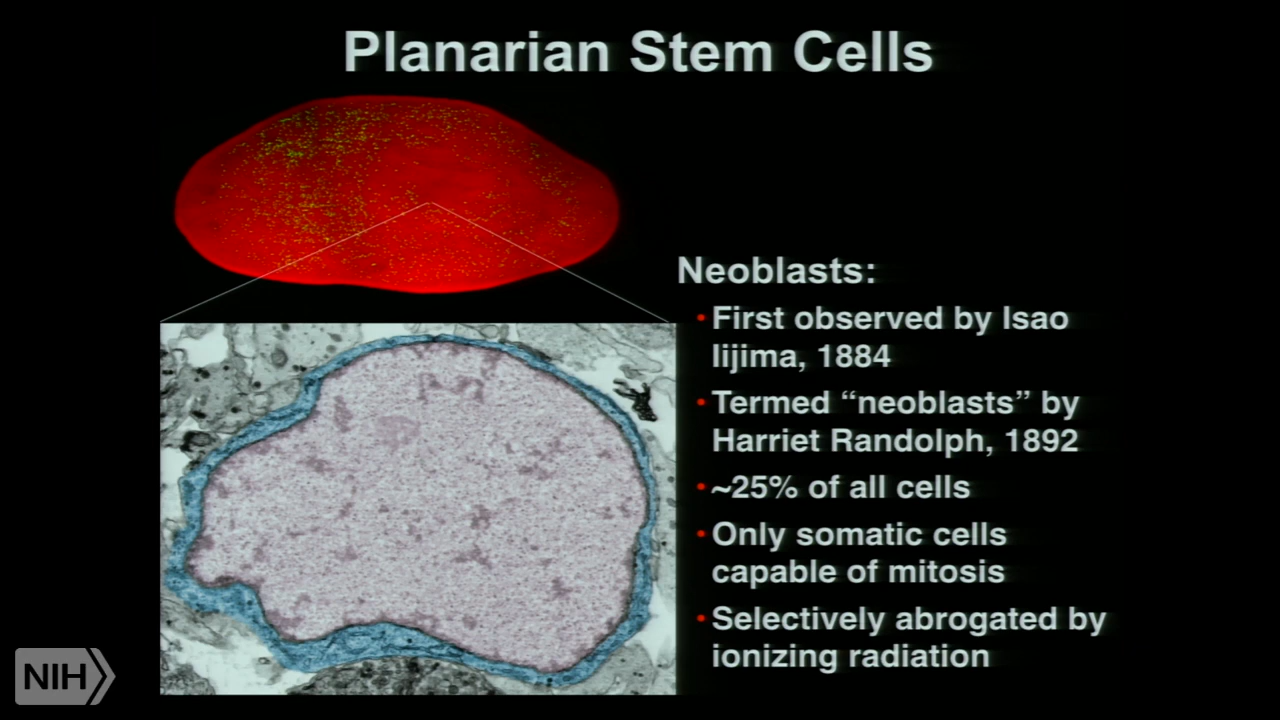 Planarian Stem Cells
Neoblasts:
• First observed by Isao
Iijima, 1884
• Termed “neoblasts” by
Harriet Randolph, 1892
• ~25% of all cells
• Only somatic cells
capable of mitosis
• Selectively abrogated by
ionizing radiation
NIH